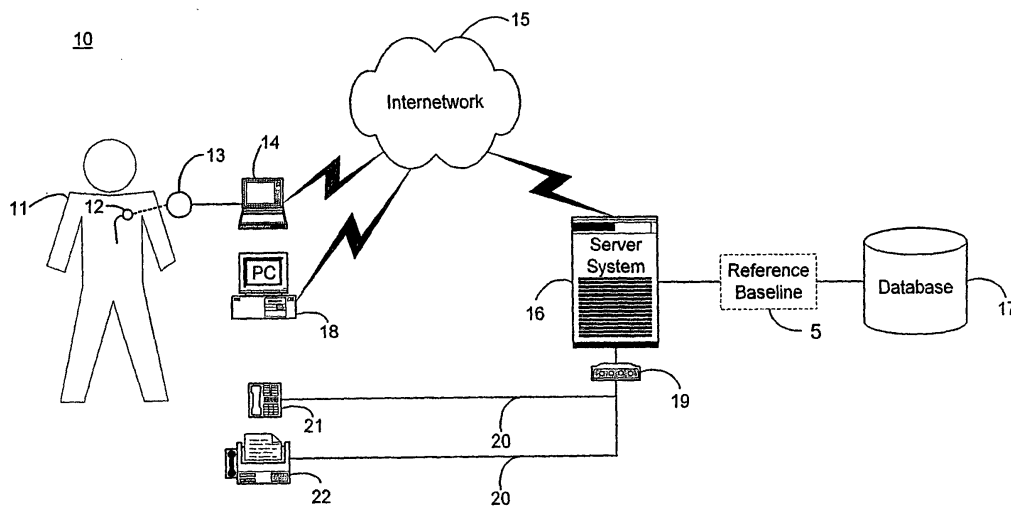 10
15
Internetwork
13
14
11
12
PC
18
Server
System
16
Reference
Baseline
5
Database
17
19
21
20
22
20